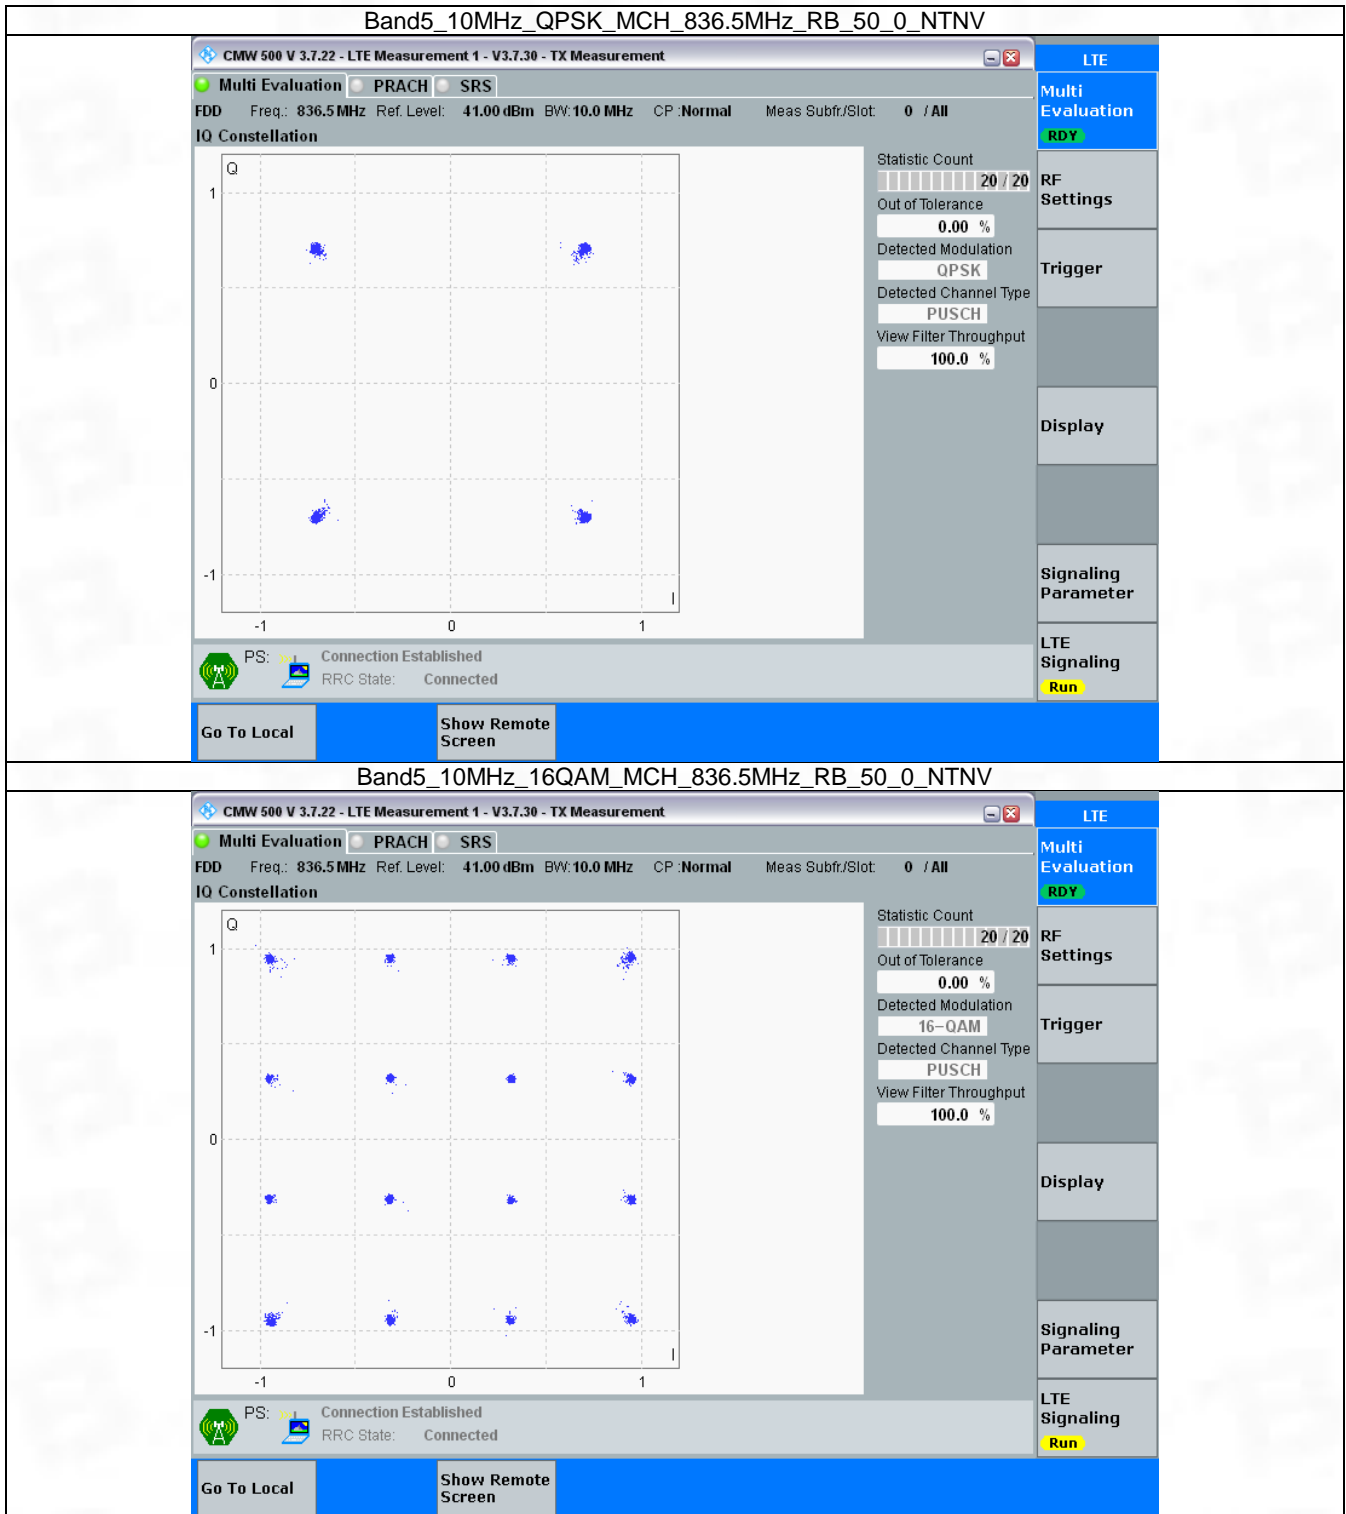 Band5_10MHz_QPSK_MCH_836.5MHz_RB_50_0_NTNV
CMW 500 V 3.7.22 - LTE Measurement 1 - V3.7.30 - TX Measurement
LTE
Multi Evaluation PRACH SRS
Multi
Evaluation
RDY
FDD Freq.: 836.5 MHz Ref. Level: 41.00 dBm BW: 10.0 MHz CP : Normal Meas Subfr./Slot: 0 / All
IQ Constellation
Q
1
0
-1
I
-1 0 1
Statistic Count
20 / 20
Out of Tolerance
0.00 %
Detected Modulation
QPSK
Detected Channel Type
PUSCH
View Filter Throughput
100.0 %
RF
Settings
Trigger
Display
Signaling
Parameter
LTE
Signaling
Run
PS: Connection Established
RRC State: Connected
Go To Local
Show Remote
Screen
Band5_10MHz_16QAM_MCH_836.5MHz_RB_50_0_NTNV
CMW 500 V 3.7.22 - LTE Measurement 1 - V3.7.30 - TX Measurement
LTE
Multi Evaluation PRACH SRS
Multi
Evaluation
RDY
FDD Freq.: 836.5 MHz Ref. Level: 41.00 dBm BW: 10.0 MHz CP : Normal Meas Subfr./Slot: 0 / All
IQ Constellation
Q
1
0
-1
I
-1 0 1
Statistic Count
20 / 20
Out of Tolerance
0.00 %
Detected Modulation
16-QAM
Detected Channel Type
PUSCH
View Filter Throughput
100.0 %
RF
Settings
Trigger
Display
Signaling
Parameter
LTE
Signaling
Run
PS: Connection Established
RRC State: Connected
Go To Local
Show Remote
Screen